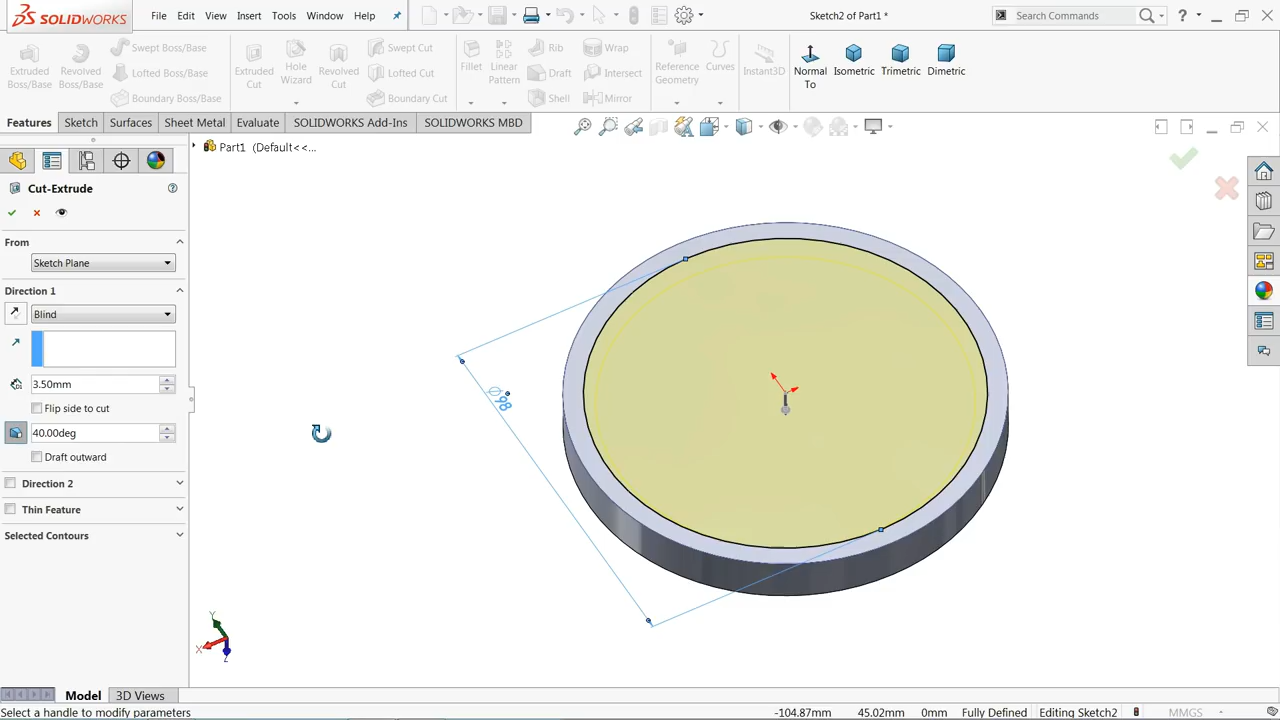 SOLIDWORKS
File Edit View Insert Tools Window Help
Sketch2 of Part1 *
Search Commands
Extruded Boss/Base
Revolved Boss/Base
Swept Boss/Base
Lofted Boss/Base
Boundary Boss/Base
Extruded Cut
Hole Wizard
Revolved Cut
Swept Cut
Lofted Cut
Boundary Cut
Fillet
Linear Pattern
Rib
Draft
Shell
Wrap
Intersect
Mirror
Reference Geometry
Curves
Instant3D
Normal To
Isometric
Trimetric
Dimetric
Features Sketch Surfaces Sheet Metal Evaluate SOLIDWORKS Add-Ins SOLIDWORKS MBD
Part1 (Default<<...
Cut-Extrude
From
Sketch Plane
Direction 1
Blind
3.50mm
Flip side to cut
40.00deg
Draft outward
Direction 2
Thin Feature
Selected Contours
⌀98
Y
X
Z
Model 3D Views
Select a handle to modify parameters
-104.87mm 45.02mm 0mm Fully Defined Editing Sketch2 MMGS